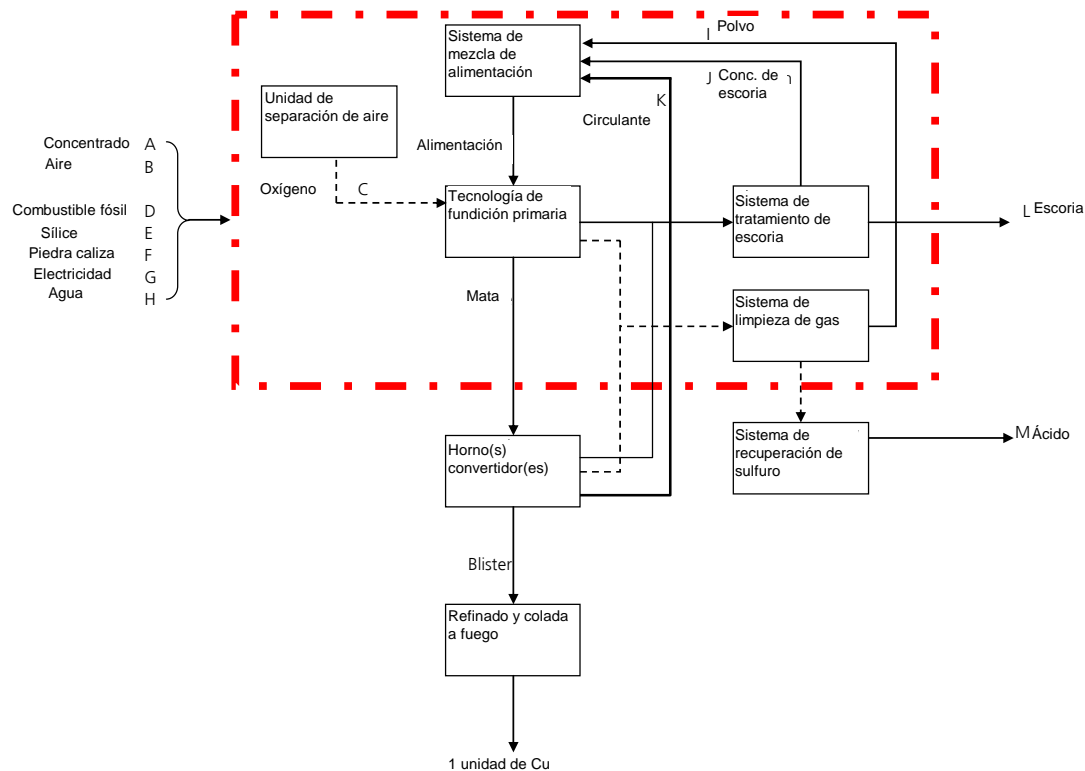 Sistema de
mezcla de
alimentación
I Polvo
J Conc. de
escoria
K
Circulante
Unidad de
separación de aire
Alimentación
Concentrado A
Aire B
Oxígeno C
Combustible fósil D
Sílice E
Piedra caliza F
Electricidad G
Agua H
Tecnología de
fundición primaria
Sistema de
tratamiento de
escoria
L Escoria
Mata
Sistema de
limpieza de gas
Horno(s)
convertidor(es)
Sistema de
recuperación de
sulfuro
M Ácido
Blister
Refinado y colada
a fuego
1 unidad de Cu